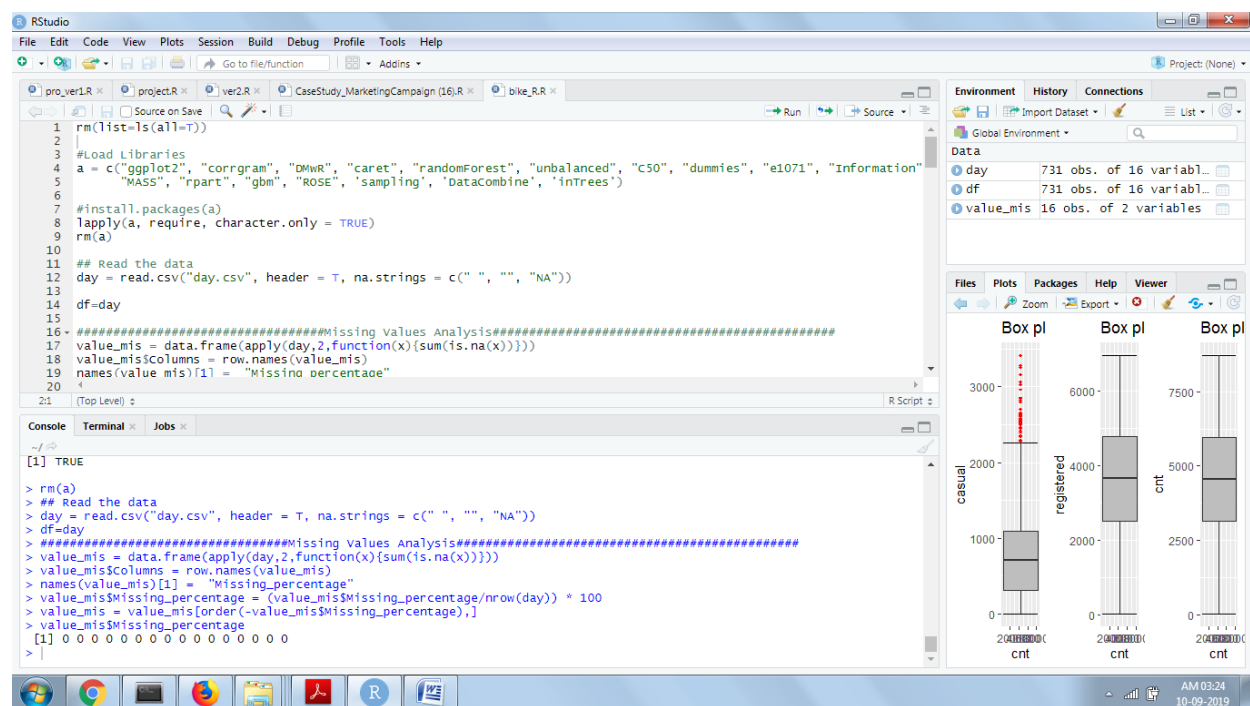 RStudio
File Edit Code View Plots Session Build Debug Profile Tools Help
Go to file/function Addins Project: (None)
pro_ver1.R project.R ver2.R CaseStudy_MarketingCampaign (16).R bike_R.R
Source on Save Run Source
1 rm(list=ls(all=T))
2
3 #Load Libraries
4 a = c("ggplot2", "corrgram", "DMwR", "caret", "randomForest", "unbalanced", "C50", "dummies", "e1071", "Information"
5 "MASS", "rpart", "gbm", "ROSE", 'sampling', 'DataCombine', 'inTrees')
6
7 #install.packages(a)
8 lapply(a, require, character.only = TRUE)
9 rm(a)
10
11 ## Read the data
12 day = read.csv("day.csv", header = T, na.strings = c(" ", "", "NA"))
13
14 df=day
15
16 ##################################Missing Values Analysis###############################################
17 value_mis = data.frame(apply(day,2,function(x){sum(is.na(x))}))
18 value_mis$Columns = row.names(value_mis)
19 names(value_mis)[1] = "Missing_percentage"
20
2:1 (Top Level) R Script
Console Terminal Jobs
~/
[1] TRUE
> rm(a)
> ## Read the data
> day = read.csv("day.csv", header = T, na.strings = c(" ", "", "NA"))
> df=day
> ##################################Missing Values Analysis###############################################
> value_mis = data.frame(apply(day,2,function(x){sum(is.na(x))}))
> value_mis$Columns = row.names(value_mis)
> names(value_mis)[1] = "Missing_percentage"
> value_mis$Missing_percentage = (value_mis$Missing_percentage/nrow(day)) * 100
> value_mis = value_mis[order(-value_mis$Missing_percentage),]
> value_mis$Missing_percentage
[1] 0 0 0 0 0 0 0 0 0 0 0 0 0 0 0 0
>
Environment History Connections
Import Dataset List
Global Environment
Data
day 731 obs. of 16 variabl…
df 731 obs. of 16 variabl…
value_mis 16 obs. of 2 variables
Files Plots Packages Help Viewer
Zoom Export
Box pl Box pl Box pl
casual
3000
2000
1000
0
cnt
registered
6000
4000
2000
0
cnt
cnt
7500
5000
2500
0
cnt
R
AM 03:24
10-09-2019